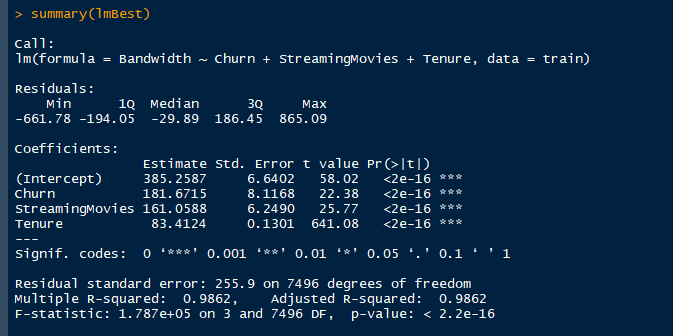 > summary(lmBest)
Call:
lm(formula = Bandwidth ~ Churn + StreamingMovies + Tenure, data = train)
Residuals:
    Min      1Q  Median      3Q     Max
-661.78 -194.05  -29.89  186.45  865.09
Coefficients:
                Estimate Std. Error t value Pr(>|t|)
(Intercept)     385.2587     6.6402   58.02   <2e-16 ***
Churn           181.6715     8.1168   22.38   <2e-16 ***
StreamingMovies 161.0588     6.2490   25.77   <2e-16 ***
Tenure           83.4124     0.1301  641.08   <2e-16 ***
---
Signif. codes:  0 ‘***’ 0.001 ‘**’ 0.01 ‘*’ 0.05 ‘.’ 0.1 ‘ ’ 1
Residual standard error: 255.9 on 7496 degrees of freedom
Multiple R-squared:  0.9862,    Adjusted R-squared:  0.9862
F-statistic: 1.787e+05 on 3 and 7496 DF,  p-value: < 2.2e-16